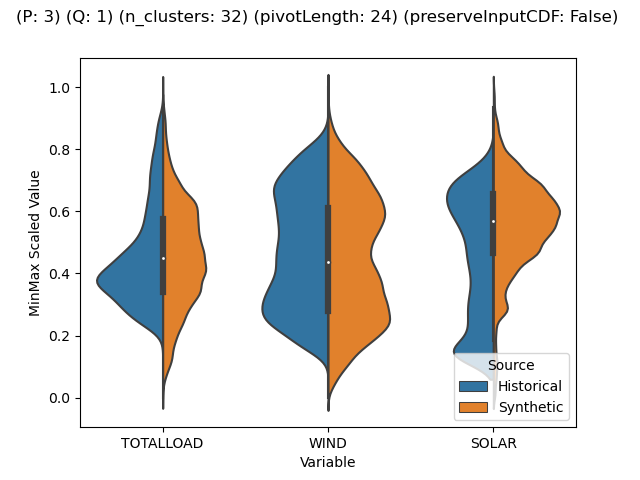 (P: 3) (Q: 1) (n_clusters: 32) (pivotLength: 24) (preserveInputCDF: False)
1.0
0.8
0.6
0.4
0.2
0.0
MinMax Scaled Value
Source
Historical
Synthetic
TOTALLOAD WIND SOLAR
Variable